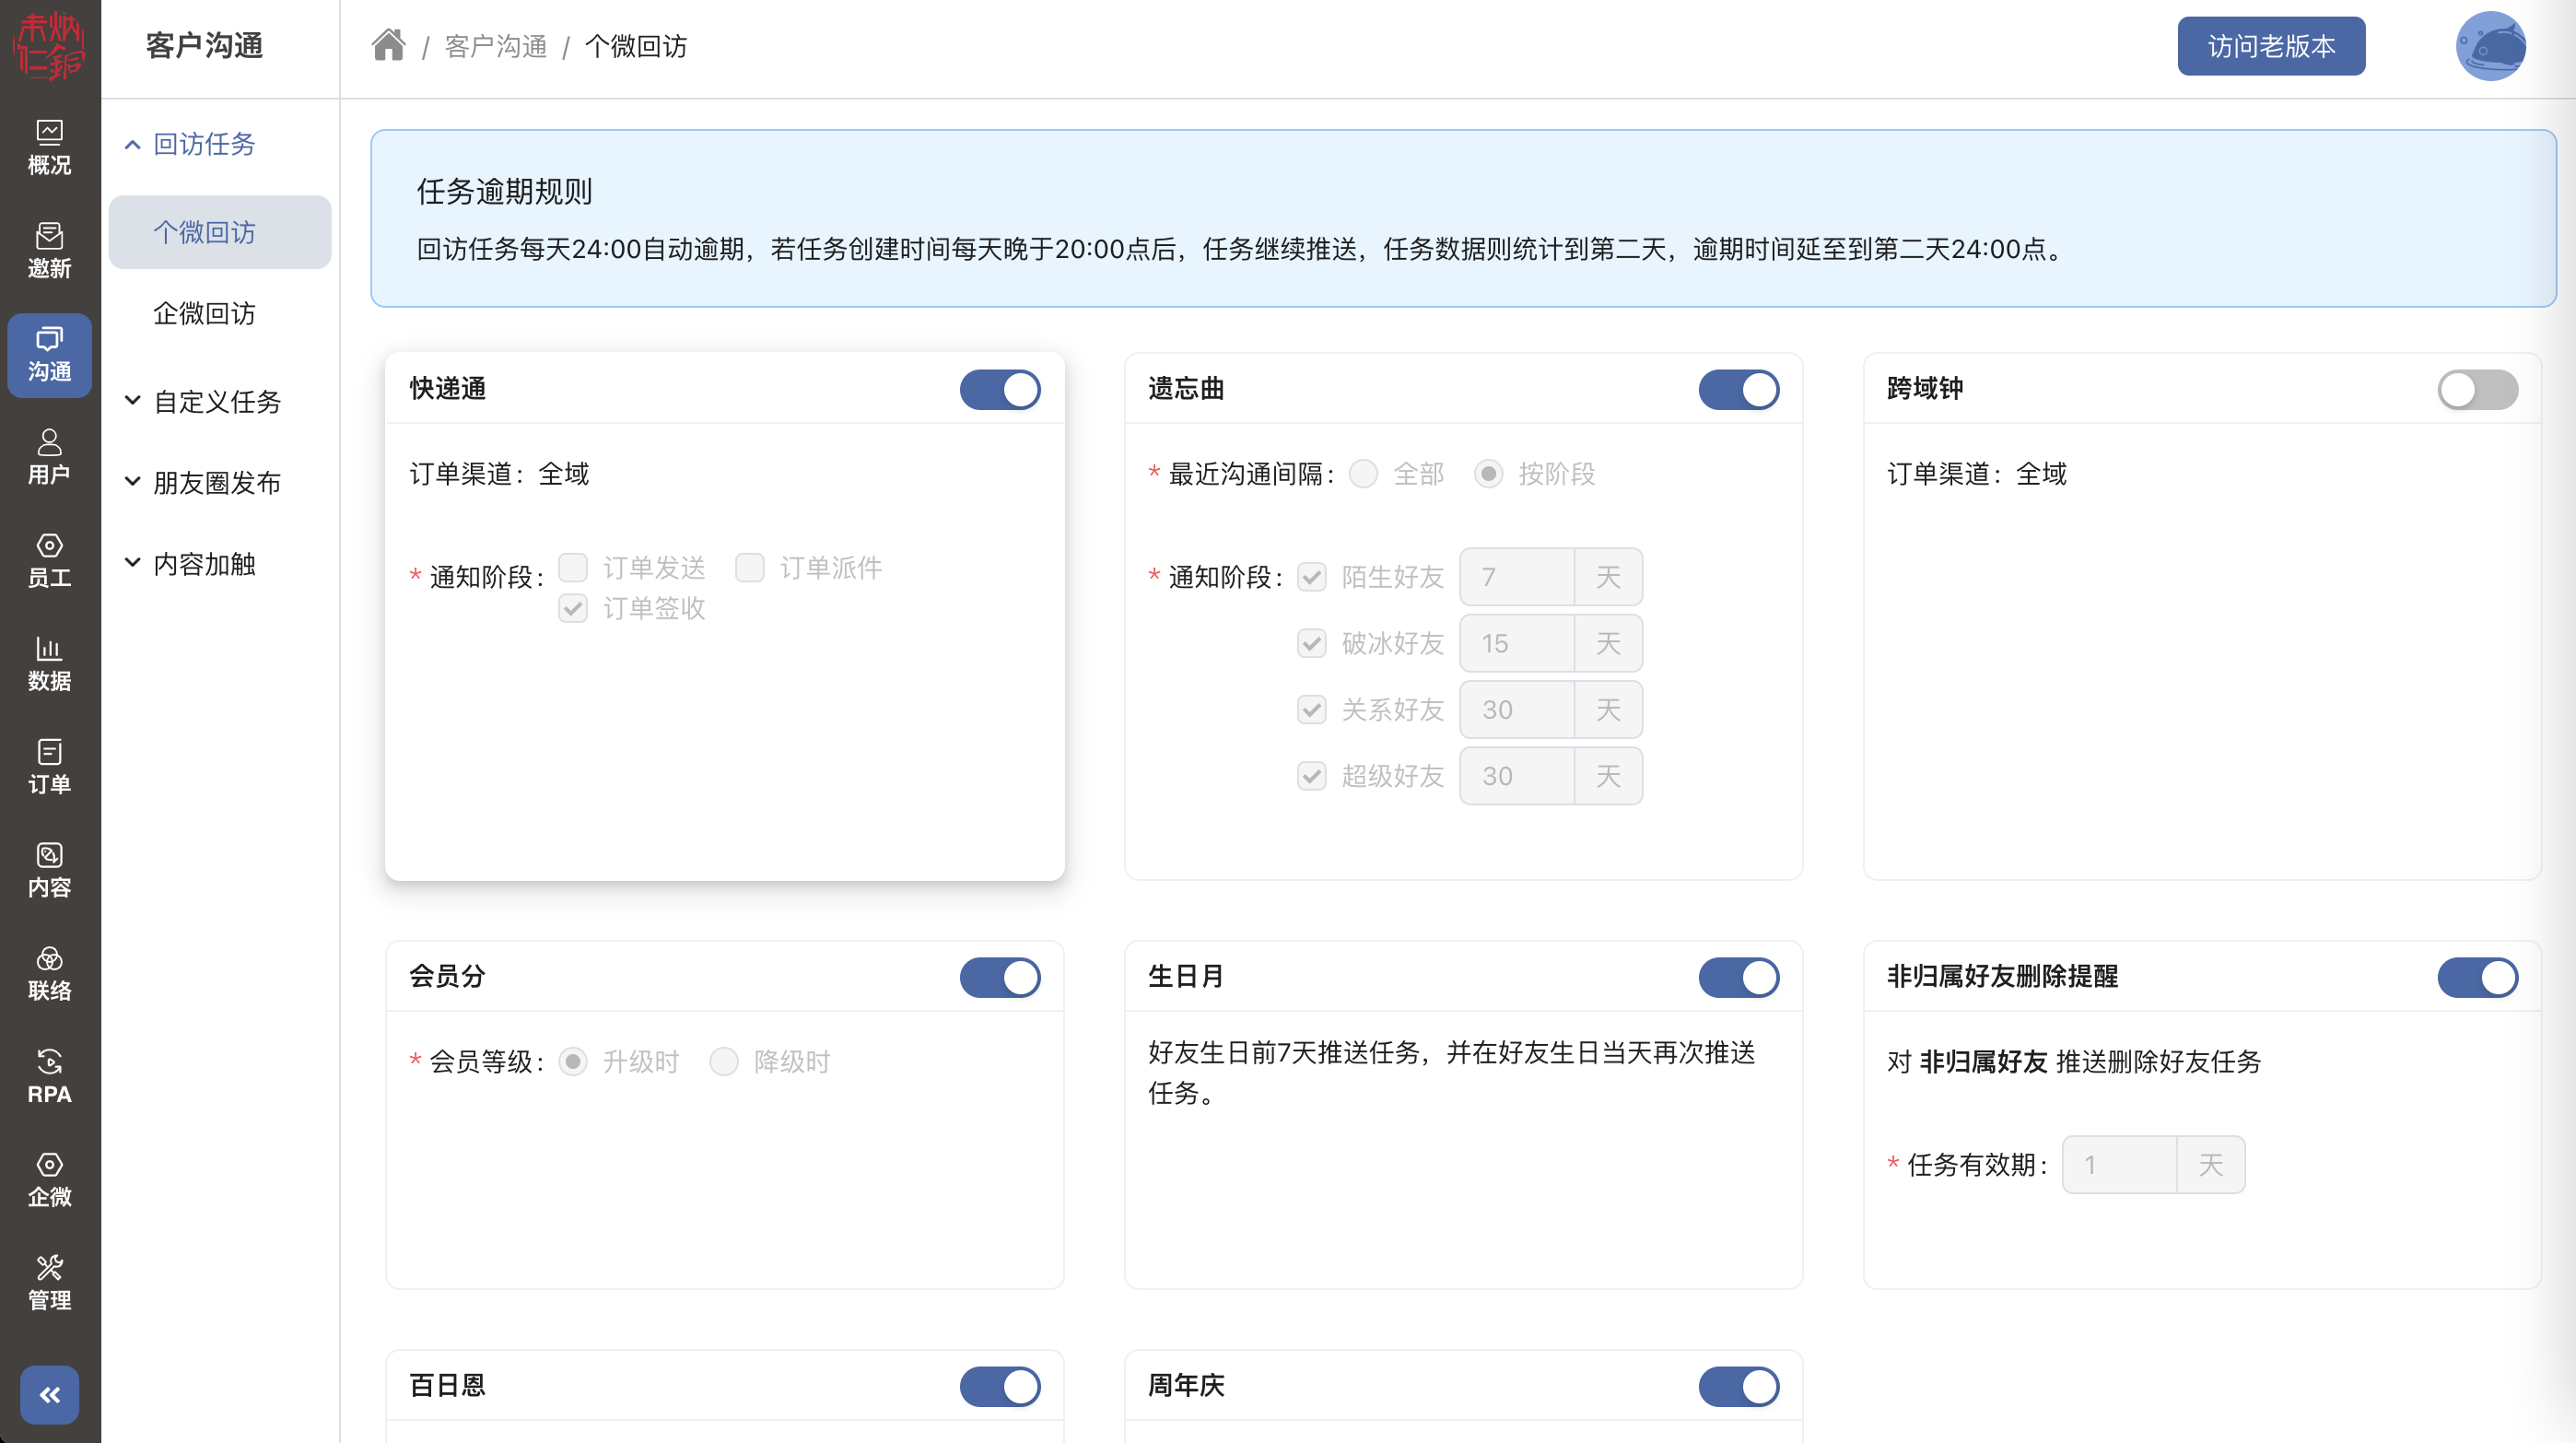 未炳
仁銅
概况
邀新
沟通
用户
员工
数据
订单
内容
联络
RPA
企微
管理
客户沟通
回访任务
个微回访
企微回访
自定义任务
朋友圈发布
内容加触
/ 客户沟通 / 个微回访
访问老版本
任务逾期规则
回访任务每天24:00自动逾期，若任务创建时间每天晚于20:00点后，任务继续推送，任务数据则统计到第二天，逾期时间延至到第二天24:00点。
快递通
订单渠道：全域
* 通知阶段： 订单发送 订单派件
订单签收
遗忘曲
* 最近沟通间隔： 全部 按阶段
* 通知阶段： 陌生好友 7 天
破冰好友 15 天
关系好友 30 天
超级好友 30 天
跨域钟
订单渠道：全域
会员分
* 会员等级： 升级时 降级时
生日月
好友生日前7天推送任务，并在好友生日当天再次推送
任务。
非归属好友删除提醒
对 非归属好友 推送删除好友任务
* 任务有效期： 1 天
百日恩
周年庆